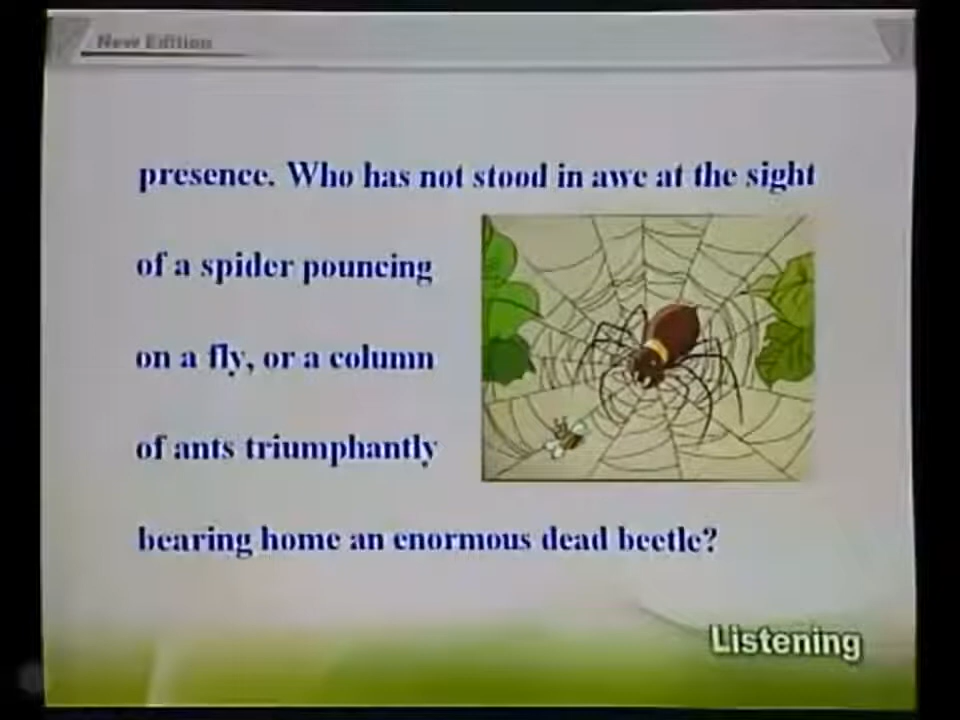 New Edition
presence. Who has not stood in awe at the sight
of a spider pouncing
on a fly, or a column
of ants triumphantly
bearing home an enormous dead beetle?
Listening